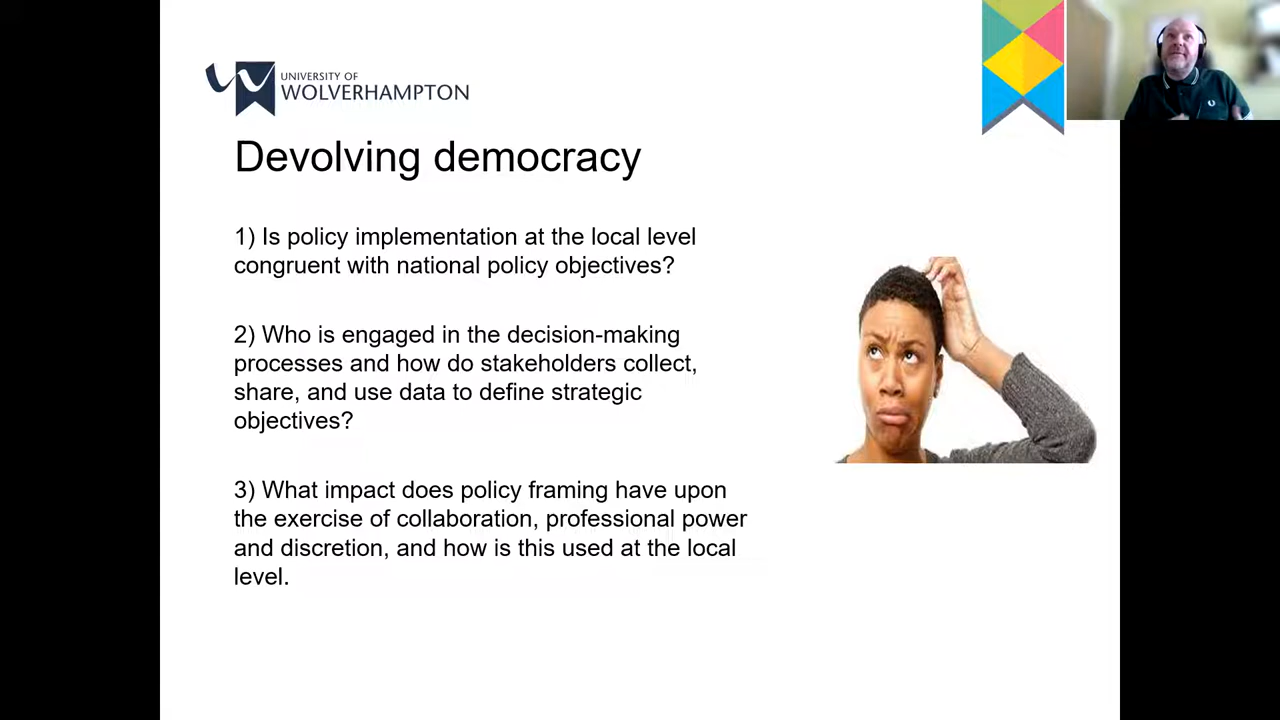 UNIVERSITY OF
WOLVERHAMPTON
Devolving democracy
1) Is policy implementation at the local level
congruent with national policy objectives?
2) Who is engaged in the decision-making
processes and how do stakeholders collect,
share, and use data to define strategic
objectives?
3) What impact does policy framing have upon
the exercise of collaboration, professional power
and discretion, and how is this used at the local
level.